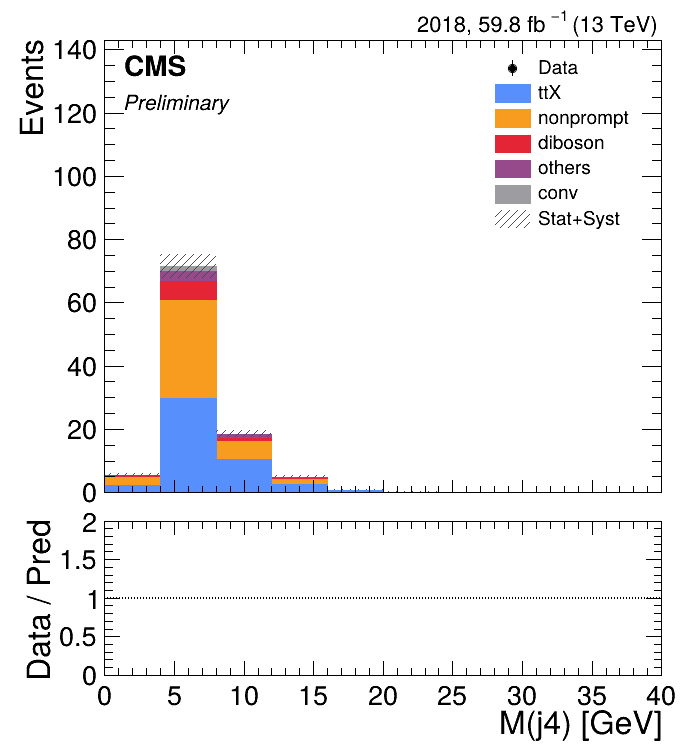 2018, 59.8 fb⁻¹ (13 TeV)
Events
140
120
100
80
60
40
20
0
CMS
Preliminary
Data
ttX
nonprompt
diboson
others
conv
Stat+Syst
Data / Pred
2
1.5
1
0.5
0
0 5 10 15 20 25 30 35 40
M(j4) [GeV]